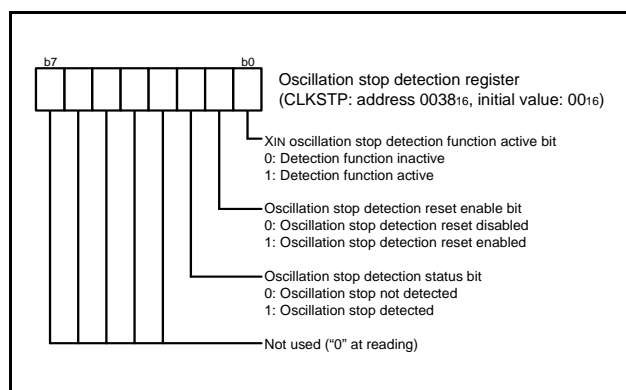 b7 b0
Oscillation stop detection register
(CLKSTP: address 003816, initial value: 0016)
XIN oscillation stop detection function active bit
0: Detection function inactive
1: Detection function active
Oscillation stop detection reset enable bit
0: Oscillation stop detection reset disabled
1: Oscillation stop detection reset enabled
Oscillation stop detection status bit
0: Oscillation stop not detected
1: Oscillation stop detected
Not used (“0” at reading)